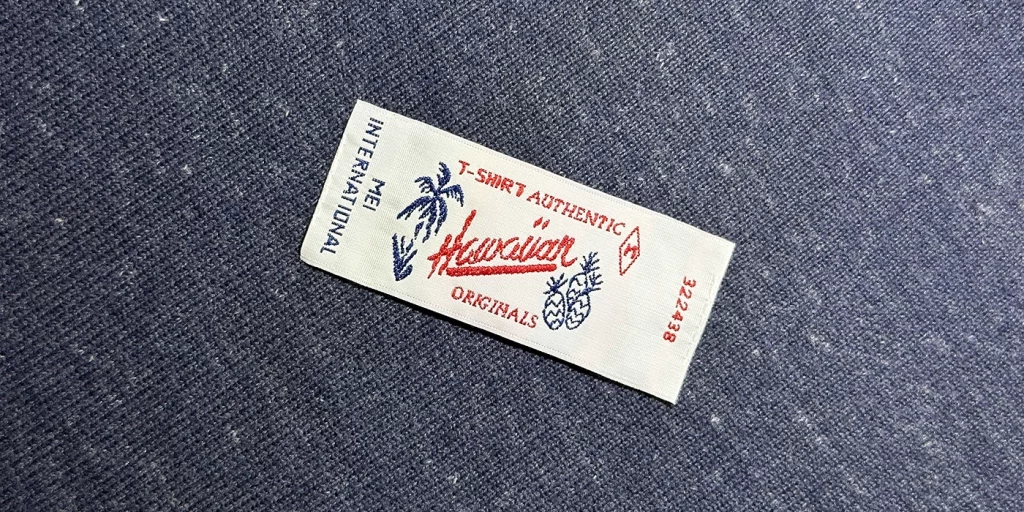 MEI
INTERNATIONAL
T-SHIRT AUTHENTIC
Hawaiian
ORIGINALS
322438